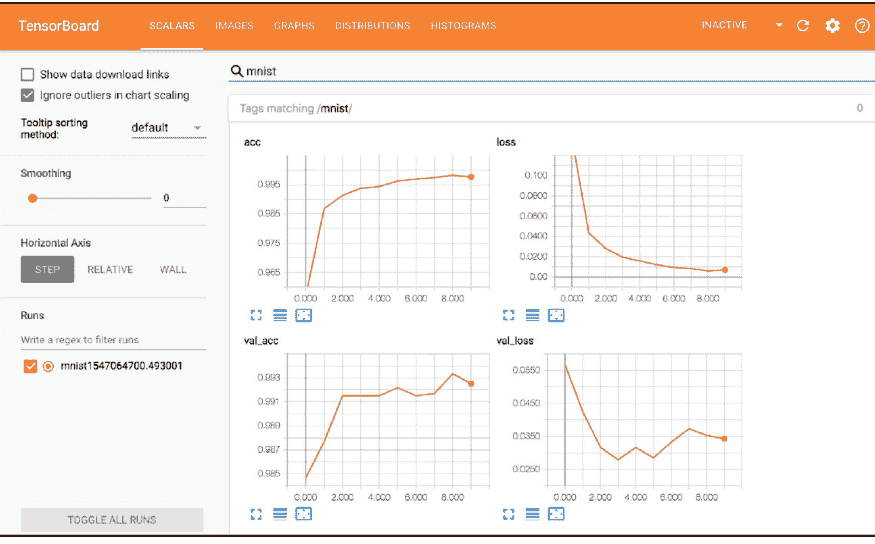 TensorBoard SCALARS IMAGES GRAPHS DISTRIBUTIONS HISTOGRAMS INACTIVE
Show data download links
Ignore outliers in chart scaling
Tooltip sorting
method: default
Smoothing
0
Horizontal Axis
STEP RELATIVE WALL
Runs
Write a regex to filter runs
mnist1547064700.493001
TOGGLE ALL RUNS
mnist
Tags matching /mnist/ 0
acc
0.995
0.985
0.975
0.965
0.000 2.000 4.000 6.000 8.000
loss
0.100
0.0800
0.0600
0.0400
0.0200
0.00
0.000 2.000 4.000 6.000 8.000
val_acc
0.993
0.991
0.989
0.987
0.985
0.000 2.000 4.000 6.000 8.000
val_loss
0.0550
0.0450
0.0350
0.0250
0.000 2.000 4.000 6.000 8.000